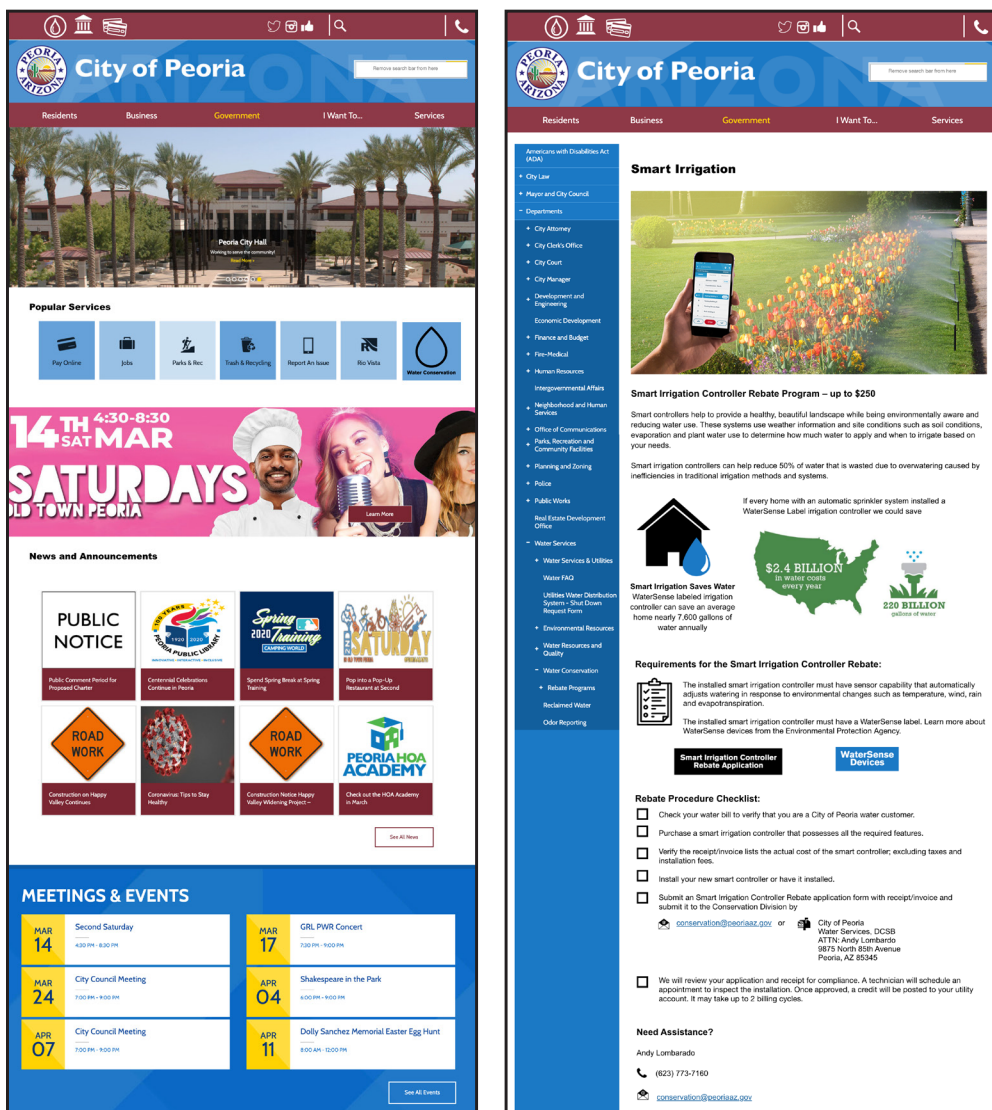 PEORIA
ARIZONA
City of Peoria
ARIZONA
Remove search bar from here
Residents
Business
Government
I Want To...
Services
Peoria City Hall
Working to serve the community!
Read More »
Popular Services
Pay Online
Jobs
Parks & Rec
Trash & Recycling
Report An Issue
Rio Vista
Water Conservation
14 TH SAT MAR 4:30-8:30
SATURDAYS
OLD TOWN PEORIA
Learn More
News and Announcements
PUBLIC
NOTICE
Public Comment Period for
Proposed Charter
100 YEARS
1920 2020
PEORIA PUBLIC LIBRARY
Centennial Celebrations
Continue in Peoria
Spring
2020 Training
CAMPING WORLD
Spend Spring Break at Spring
Training
2ND
SATURDAY
Pop into a Pop-Up
Restaurant at Second
ROAD
WORK
Construction on Happy
Valley Continues
Coronavirus: Tips to Stay
Healthy
ROAD
WORK
Construction Notice Happy
Valley Widening Project –
PEORIA HOA
ACADEMY
Check out the HOA Academy
in March
See All News
MEETINGS & EVENTS
MAR
14
Second Saturday
4:30 PM - 8:30 PM
MAR
17
GRL PWR Concert
7:30 PM - 9:00 PM
MAR
24
City Council Meeting
7:00 PM - 9:00 PM
APR
04
Shakespeare in the Park
6:00 PM - 9:00 PM
APR
07
City Council Meeting
7:00 PM - 9:00 PM
APR
11
Dolly Sanchez Memorial Easter Egg Hunt
8:00 AM - 12:00 PM
See All Events
PEORIA
ARIZONA
City of Peoria
ARIZONA
Remove search bar from here
Residents
Business
Government
I Want To...
Services
Americans with Disabilities Act
(ADA)
+ City Law
+ Mayor and City Council
− Departments
+ City Attorney
+ City Clerk's Office
+ City Court
+ City Manager
+ Development and
Engineering
Economic Development
+ Finance and Budget
+ Fire-Medical
+ Human Resources
Intergovernmental Affairs
+ Neighborhood and Human
Services
+ Office of Communications
+ Parks, Recreation and
Community Facilities
+ Planning and Zoning
+ Police
+ Public Works
Real Estate Development
Office
− Water Services
+ Water Services & Utilities
Water FAQ
Utilities Water Distribution
System - Shut Down
Request Form
+ Environmental Resources
+ Water Resources and
Quality
− Water Conservation
+ Rebate Programs
Reclaimed Water
Odor Reporting
Smart Irrigation
Smart Irrigation Controller Rebate Program – up to $250
Smart controllers help to provide a healthy, beautiful landscape while being environmentally aware and
reducing water use. These systems use weather information and site conditions such as soil conditions,
evaporation and plant water use to determine how much water to apply and when to irrigate based on
your needs.
Smart irrigation controllers can help reduce 50% of water that is wasted due to overwatering caused by
inefficiencies in traditional irrigation methods and systems.
If every home with an automatic sprinkler system installed a
WaterSense Label irrigation controller we could save
Smart Irrigation Saves Water
WaterSense labeled irrigation
controller can save an average
home nearly 7,600 gallons of
water annually
$2.4 BILLION
in water costs
every year
220 BILLION
gallons of water
Requirements for the Smart Irrigation Controller Rebate:
The installed smart irrigation controller must have sensor capability that automatically
adjusts watering in response to environmental changes such as temperature, wind, rain
and evapotranspiration.
The installed smart irrigation controller must have a WaterSense label. Learn more about
WaterSense devices from the Environmental Protection Agency.
Smart Irrigation Controller
Rebate Application
WaterSense
Devices
Rebate Procedure Checklist:
Check your water bill to verify that you are a City of Peoria water customer.
Purchase a smart irrigation controller that possesses all the required features.
Verify the receipt/invoice lists the actual cost of the smart controller; excluding taxes and
installation fees.
Install your new smart controller or have it installed.
Submit an Smart Irrigation Controller Rebate application form with receipt/invoice and
submit it to the Conservation Division by
conservation@peoriaaz.gov or
City of Peoria
Water Services, DCSB
ATTN: Andy Lombardo
9875 North 85th Avenue
Peoria, AZ 85345
We will review your application and receipt for compliance. A technician will schedule an
appointment to inspect the installation. Once approved, a credit will be posted to your utility
account. It may take up to 2 billing cycles.
Need Assistance?
Andy Lombarado
(623) 773-7160
conservation@peoriaaz.gov